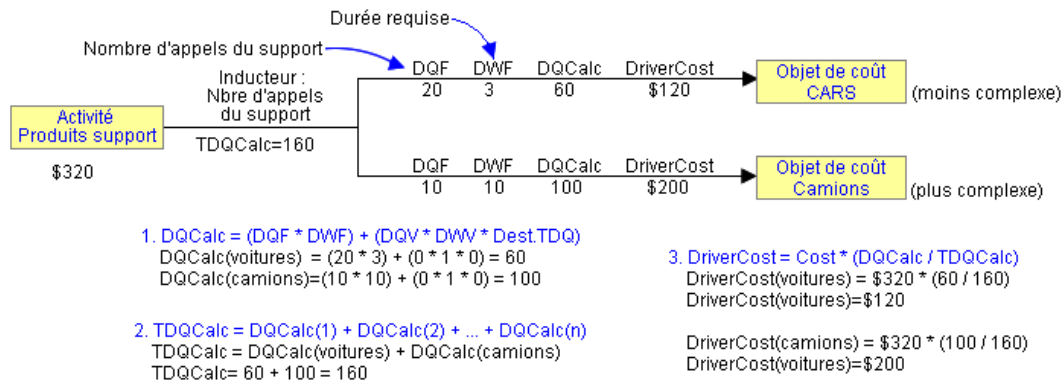 Durée requise
Nombre d'appels du support
DQF DWF DQCalc DriverCost
20 3 60 $120
Objet de coût
CARS
(moins complexe)
Inducteur :
Nbre d'appels
du support
TDQCalc=160
Activité
Produits support
$320
DQF DWF DQCalc DriverCost
10 10 100 $200
Objet de coût
Camions
(plus complexe)
1. DQCalc = (DQF * DWF) + (DQV * DWV * Dest.TDQ)
DQCalc(voitures) = (20 * 3) + (0 * 1 * 0) = 60
DQCalc(camions)=(10 * 10) + (0 * 1 * 0) = 100
2. TDQCalc = DQCalc(1) + DQCalc(2) + ... + DQCalc(n)
TDQCalc = DQCalc(voitures) + DQCalc(camions)
TDQCalc= 60 + 100 = 160
3. DriverCost = Cost * (DQCalc / TDQCalc)
DriverCost(voitures) = $320 * (60 / 160)
DriverCost(voitures)=$120
DriverCost(camions) = $320 * (100 / 160)
DriverCost(voitures)=$200